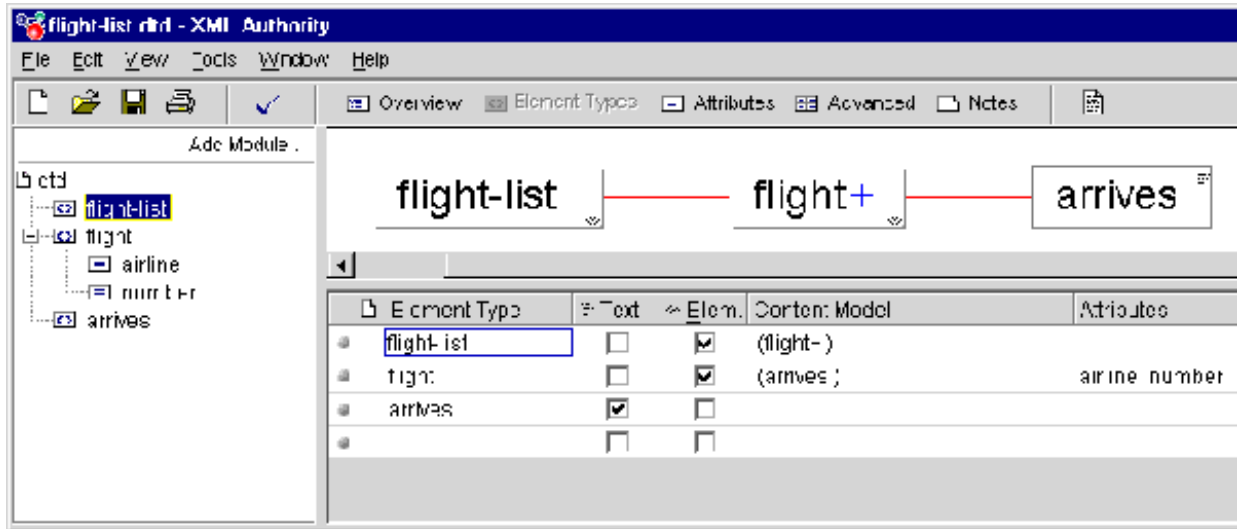 flight-list dtd - XML Authority
File Edit View Tools Window Help
Overview Element Types Attributes Advanced Notes
Add Module .
dtd
flight-list
flight
airline
number
arrives
flight-list flight+ arrives
Element Type Text Elem. Content Model Attributes
flight-list (flight+)
flight (arrives) airline number
arrives